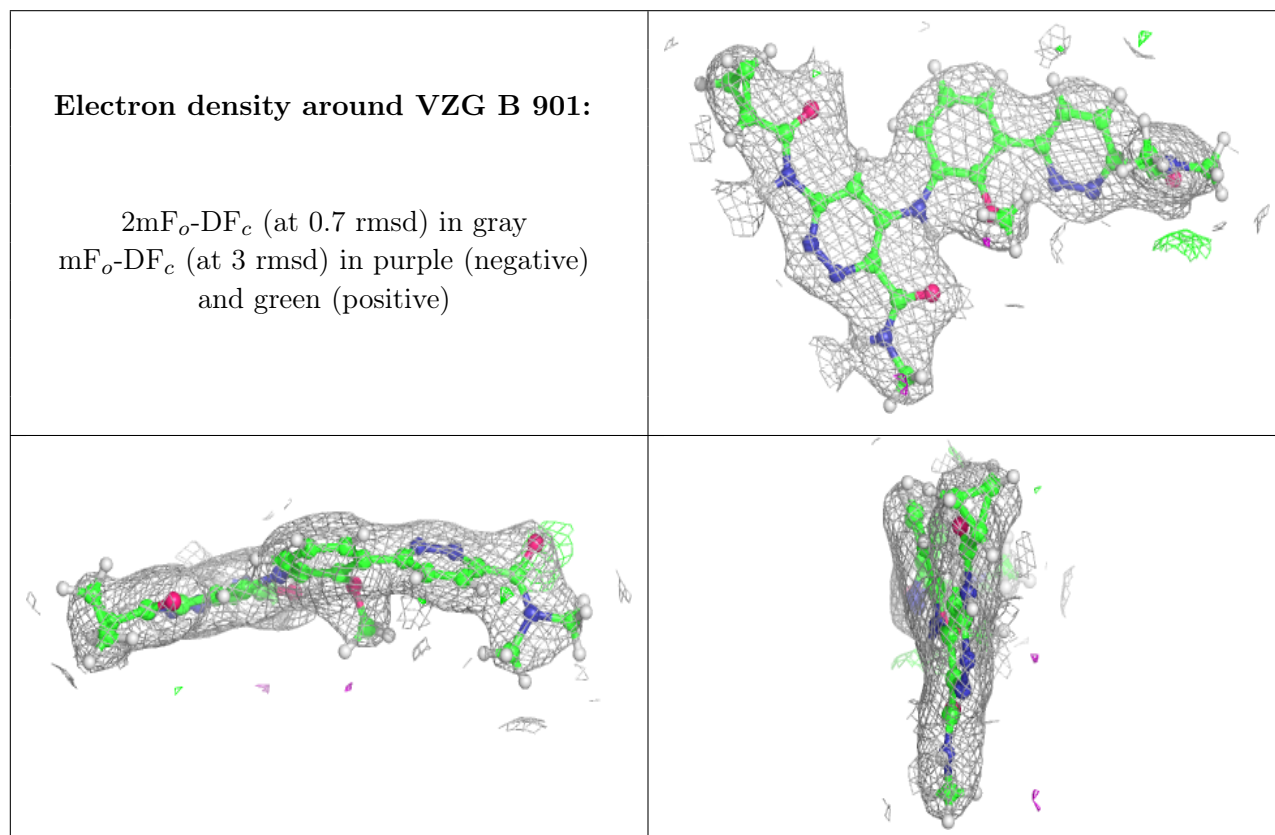 Electron density around VZG B 901:
2mFo-DFc (at 0.7 rmsd) in gray
mFo-DFc (at 3 rmsd) in purple (negative)
and green (positive)